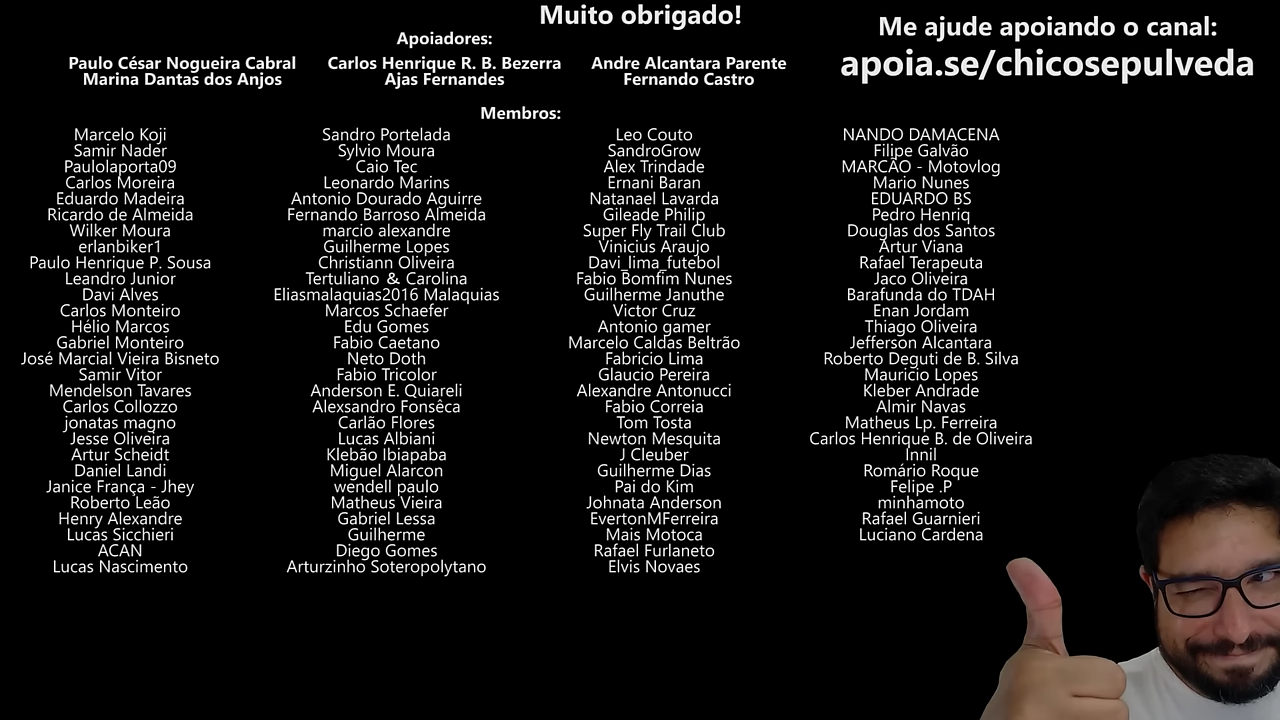 Muito obrigado!
Me ajude apoiando o canal:
apoia.se/chicosepulveda
Apoiadores:
Paulo César Nogueira Cabral
Marina Dantas dos Anjos
Carlos Henrique R. B. Bezerra
Ajas Fernandes
Andre Alcantara Parente
Fernando Castro
Membros:
Marcelo Koji
Samir Nader
Paulolaporta09
Carlos Moreira
Eduardo Madeira
Ricardo de Almeida
Wilker Moura
erlanbiker1
Paulo Henrique P. Sousa
Leandro Junior
Davi Alves
Carlos Monteiro
Hélio Marcos
Gabriel Monteiro
José Marcial Vieira Bisneto
Samir Vitor
Mendelson Tavares
Carlos Collozzo
jonatas magno
Jesse Oliveira
Artur Scheidt
Daniel Landi
Janice França - Jhey
Roberto Leão
Henry Alexandre
Lucas Sicchieri
ACAN
Lucas Nascimento
Sandro Portelada
Sylvio Moura
Caio Tec
Leonardo Marins
Antonio Dourado Aguirre
Fernando Barroso Almeida
marcio alexandre
Guilherme Lopes
Christiann Oliveira
Tertuliano & Carolina
Eliasmalaquias2016 Malaquias
Marcos Schaefer
Edu Gomes
Fabio Caetano
Neto Doth
Fabio Tricolor
Anderson E. Quiareli
Alexsandro Fonsêca
Carlão Flores
Lucas Albiani
Klebão Ibiapaba
Miguel Alarcon
wendell paulo
Matheus Vieira
Gabriel Lessa
Guilherme
Diego Gomes
Arturzinho Soteropolytano
Leo Couto
SandroGrow
Alex Trindade
Ernani Baran
Natanael Lavarda
Gileade Philip
Super Fly Trail Club
Vinicius Araujo
Davi_lima_futebol
Fabio Bomfim Nunes
Guilherme Januthe
Victor Cruz
Antonio gamer
Marcelo Caldas Beltrão
Fabricio Lima
Glaucio Pereira
Alexandre Antonucci
Fabio Correia
Tom Tosta
Newton Mesquita
J Cleuber
Guilherme Dias
Pai do Kim
Johnata Anderson
EvertonMFerreira
Mais Motoca
Rafael Furlaneto
Elvis Novaes
NANDO DAMACENA
Filipe Galvão
MARCÃO - Motovlog
Mario Nunes
EDUARDO BS
Pedro Henriq
Douglas dos Santos
Artur Viana
Rafael Terapeuta
Jaco Oliveira
Barafunda do TDAH
Enan Jordam
Thiago Oliveira
Jefferson Alcantara
Roberto Deguti de B. Silva
Mauricio Lopes
Kleber Andrade
Almir Navas
Matheus Lp. Ferreira
Carlos Henrique B. de Oliveira
Innil
Romário Roque
Felipe .P
minhamoto
Rafael Guarnieri
Luciano Cardena